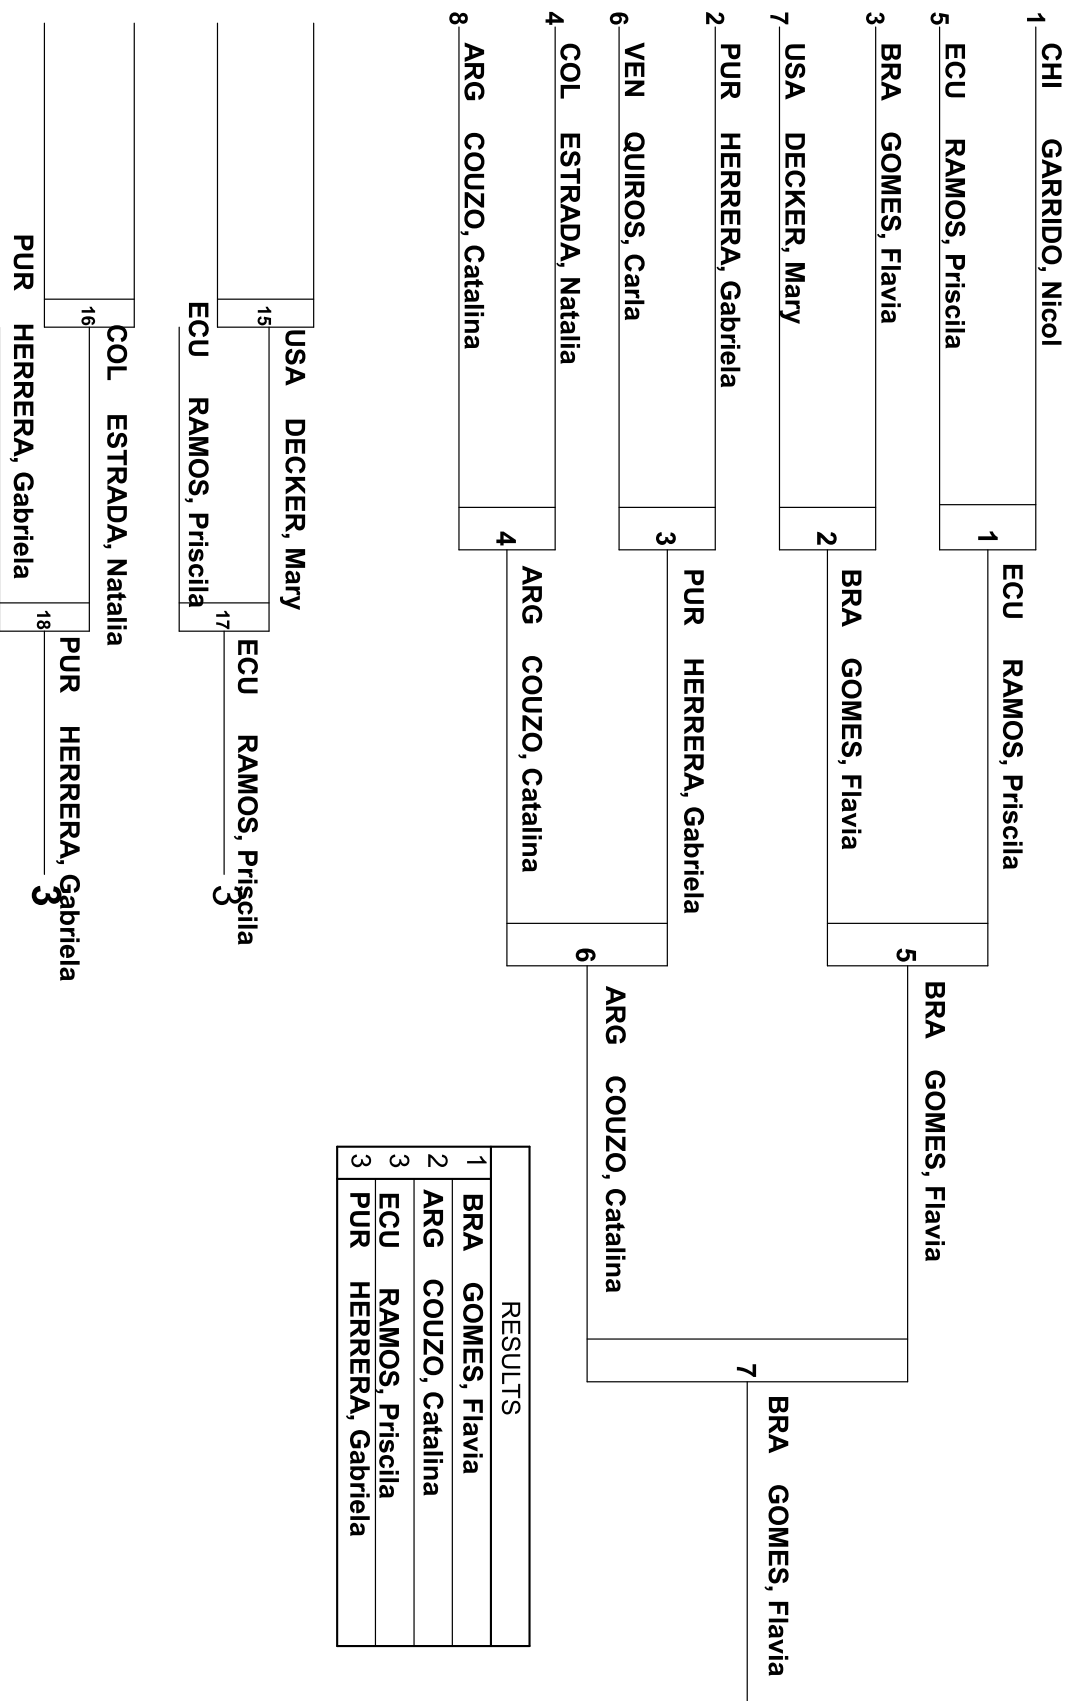 1 CHI GARRIDO, Nicol
5 ECU RAMOS, Priscila
3 BRA GOMES, Flavia
7 USA DECKER, Mary
2 PUR HERRERA, Gabriela
6 VEN QUIROS, Carla
4 COL ESTRADA, Natalia
8 ARG COUZO, Catalina
1
2
3
4
ECU RAMOS, Priscila
BRA GOMES, Flavia
PUR HERRERA, Gabriela
ARG COUZO, Catalina
5
6
BRA GOMES, Flavia
ARG COUZO, Catalina
7
BRA GOMES, Flavia
RESULTS
1 BRA GOMES, Flavia
2 ARG COUZO, Catalina
3 ECU RAMOS, Priscila
3 PUR HERRERA, Gabriela
15
USA DECKER, Mary
ECU RAMOS, Priscila
17
ECU RAMOS, Priscila
3
16
COL ESTRADA, Natalia
PUR HERRERA, Gabriela
18
PUR HERRERA, Gabriela
3